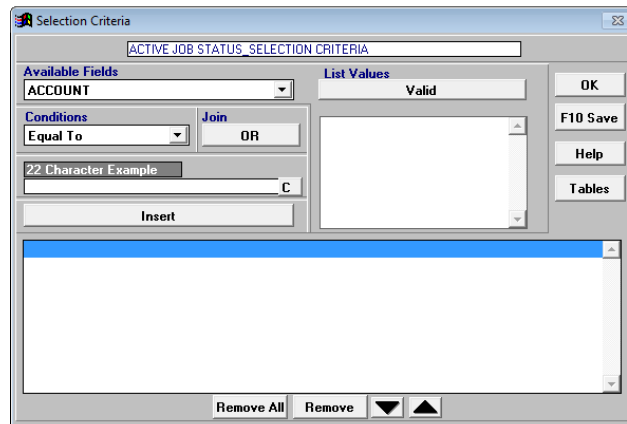 Selection Criteria
ACTIVE JOB STATUS_SELECTION CRITERIA
Available Fields
ACCOUNT
List Values
Valid
OK
F10 Save
Help
Tables
Conditions
Equal To
Join
OR
22 Character Example
C
Insert
Remove All
Remove